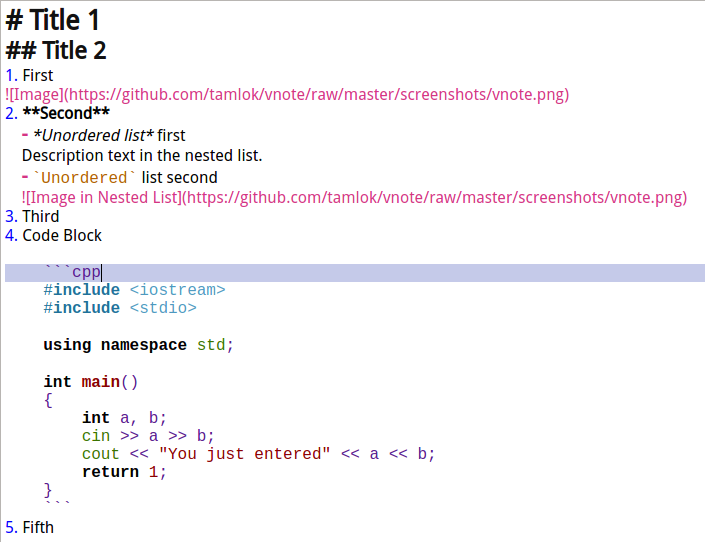 # Title 1
## Title 2
1. First
![Image](https://github.com/tamlok/vnote/raw/master/screenshots/vnote.png)
2. **Second**
- *Unordered list* first
Description text in the nested list.
- `Unordered` list second
![Image in Nested List](https://github.com/tamlok/vnote/raw/master/screenshots/vnote.png)
3. Third
4. Code Block
```cpp
#include <iostream>
#include <stdio>
using namespace std;
int main()
{
int a, b;
cin >> a >> b;
cout << "You just entered" << a << b;
return 1;
}
```
5. Fifth